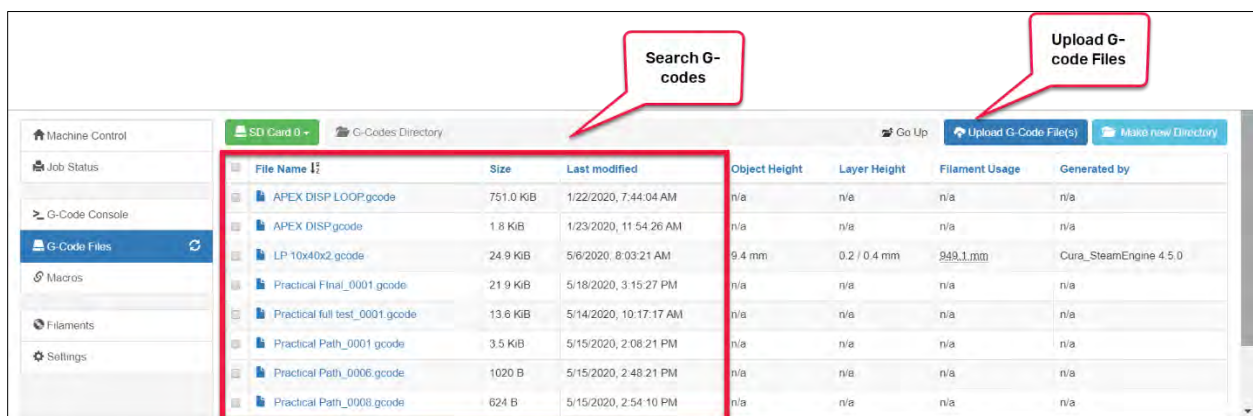 Search G-
codes
Upload G-
code Files
Machine Control
Job Status
G-Code Console
G-Code Files
Macros
Filaments
Settings
SD Card 0
G-Codes Directory
Go Up
Upload G-Code File(s)
Make new Directory
File Name Size Last modified Object Height Layer Height Filament Usage Generated by
APEX DISP LOOP.gcode 751.0 KiB 1/22/2020, 7:44:04 AM n/a n/a n/a n/a
APEX DISP.gcode 1.8 KiB 1/23/2020, 11:54:26 AM n/a n/a n/a n/a
LP 10x40x2.gcode 24.9 KiB 5/6/2020, 8:03:21 AM 9.4 mm 0.2 / 0.4 mm 949.1 mm Cura_SteamEngine 4.5.0
Practical FInal_0001.gcode 21.9 KiB 5/18/2020, 3:15:27 PM n/a n/a n/a n/a
Practical full test_0001.gcode 13.6 KiB 5/14/2020, 10:17:17 AM n/a n/a n/a n/a
Practical Path_0001.gcode 3.5 KiB 5/15/2020, 2:08:21 PM n/a n/a n/a n/a
Practical Path_0006.gcode 1020 B 5/15/2020, 2:48:21 PM n/a n/a n/a n/a
Practical Path_0008.gcode 624 B 5/15/2020, 2:54:10 PM n/a n/a n/a n/a